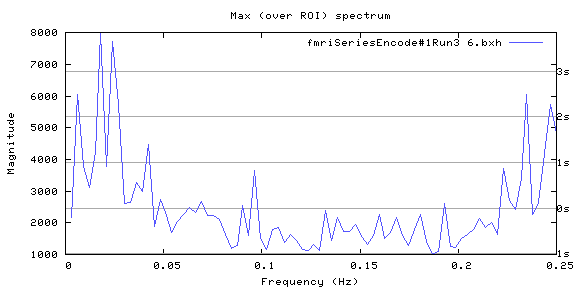 Max (over ROI) spectrum
fmriSeriesEncode#1Run3 6.bxh
8000
7000
6000
5000
4000
3000
2000
1000
Magnitude
3s
2s
1s
0s
1s
0
0.05
0.1
0.15
0.2
0.25
Frequency (Hz)